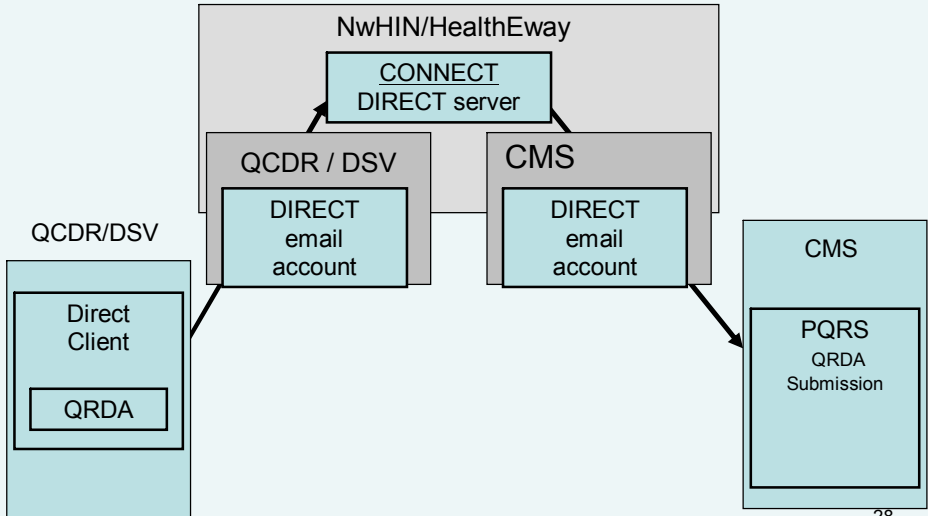 NwHIN/HealthEway
CONNECT
DIRECT server
QCDR / DSV
DIRECT
email
account
CMS
DIRECT
email
account
QCDR/DSV
Direct
Client
QRDA
CMS
PQRS
QRDA
Submission
28